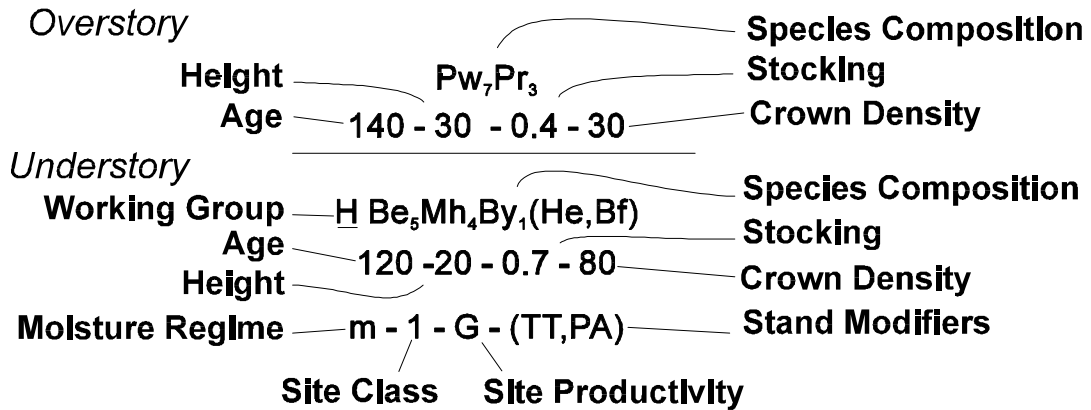 Overstory
Species Composition
Height
Pw₇Pr₃
Stocking
Age
140 - 30 - 0.4 - 30
Crown Density
Understory
Species Composition
Working Group
H Be₅Mh₄By₁(He,Bf)
Stocking
Age
120 -20 - 0.7 - 80
Height
Crown Density
Moisture Regime
m - 1 - G - (TT,PA)
Stand Modifiers
Site Class
Site Productivity